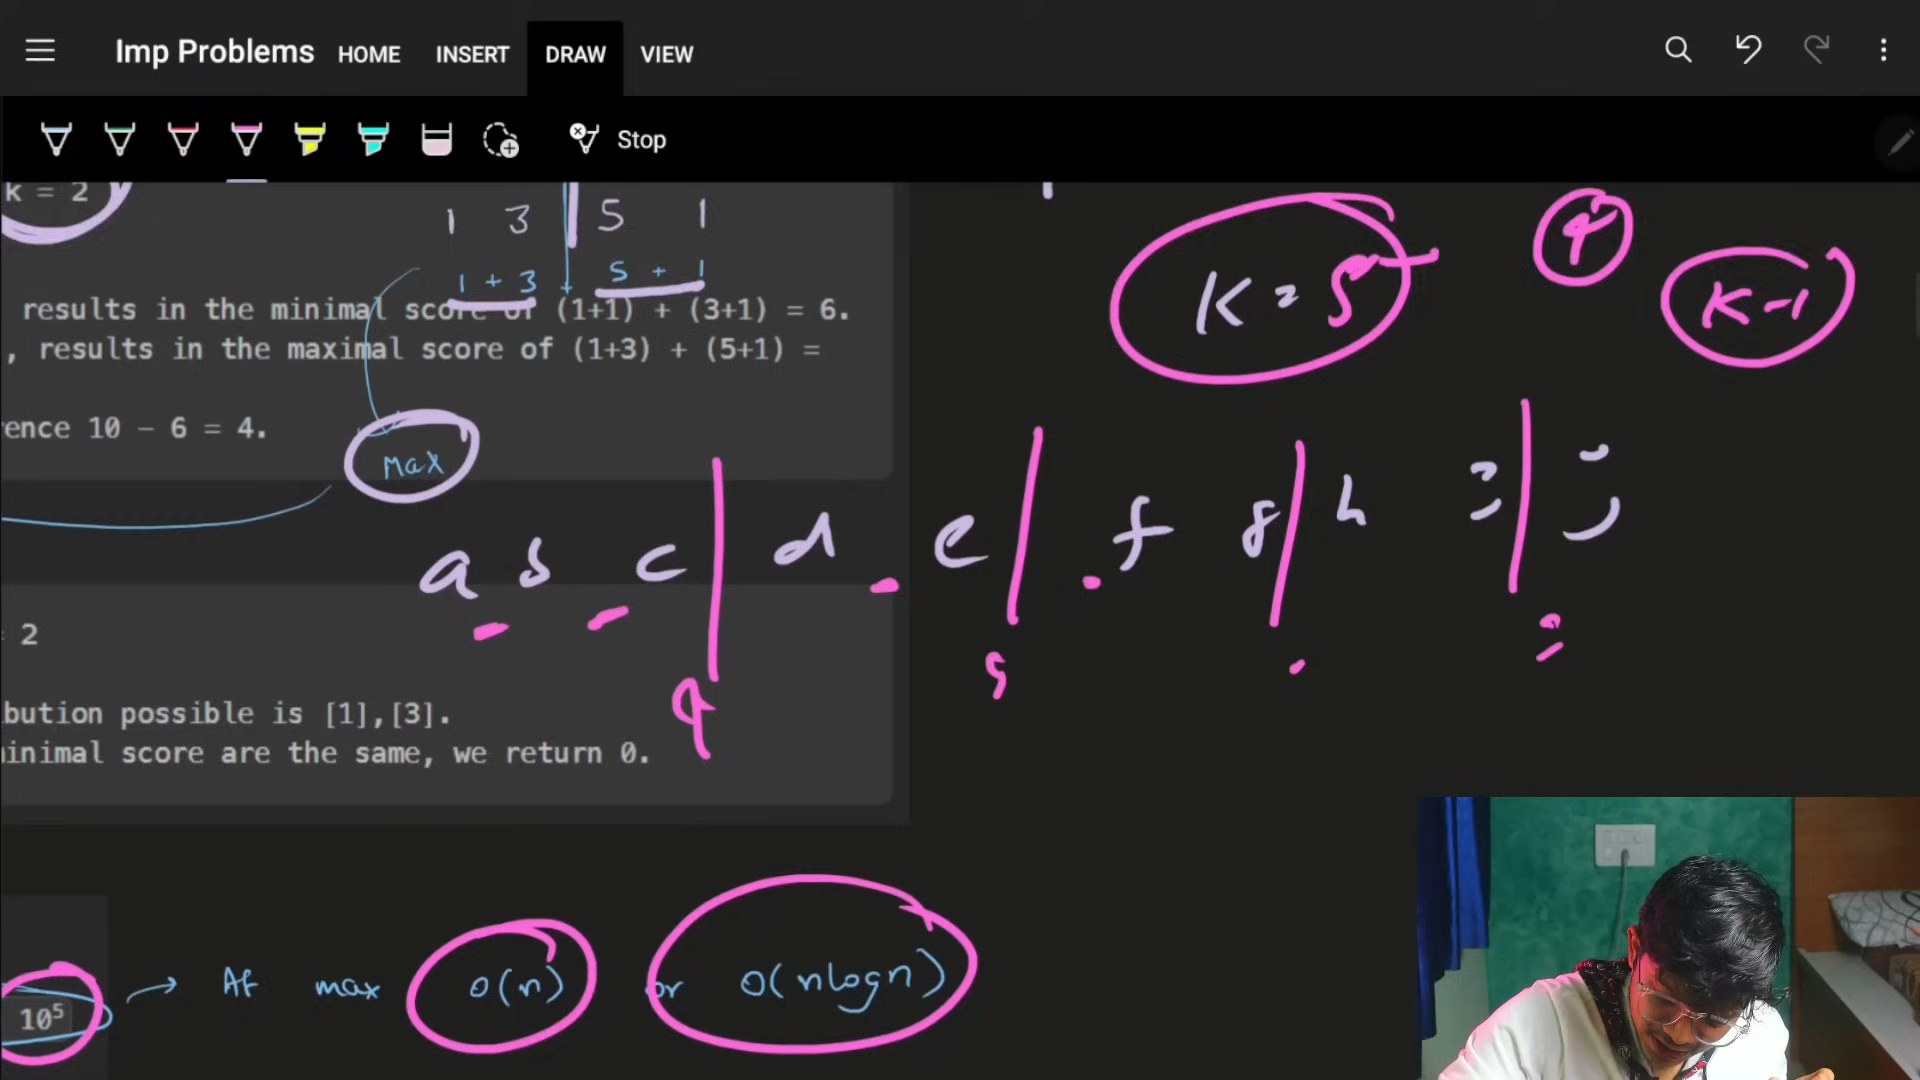 Imp Problems HOME INSERT DRAW VIEW
Stop
k = 2
1 3 5 1
1 + 3 + 5 + 1
K = 5
4
K-1
results in the minimal score of (1+1) + (3+1) = 6.
, results in the maximal score of (1+3) + (5+1) =
ence 10 - 6 = 4.
Max
a b c d e f g h i j
2
bution possible is [1],[3].
inimal score are the same, we return 0.
10⁵ → At max O(n) or O(nlogn)